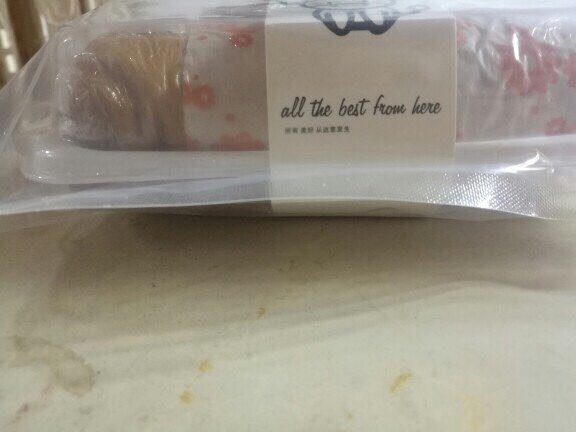 all the best from here
所有 美好 从这里发生